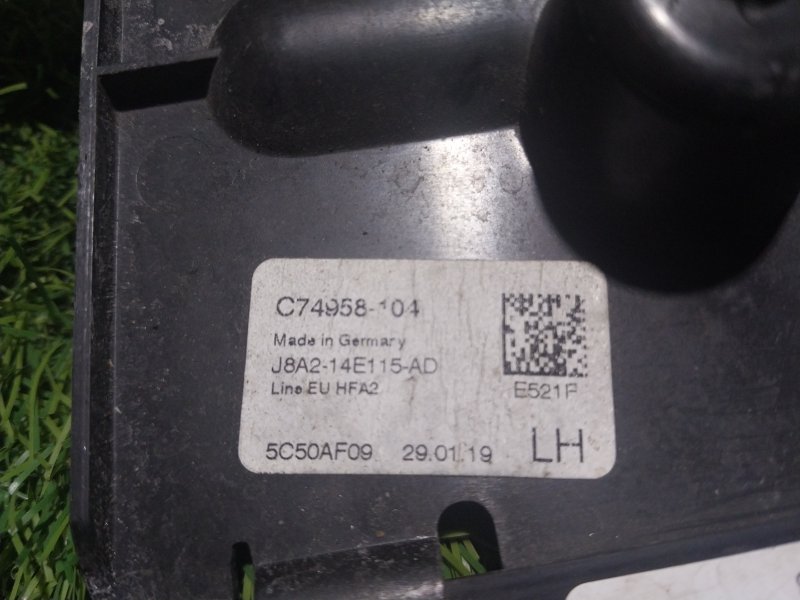 C74958-104
Made in Germany
J8A2-14E115-AD
Line EU HFA2
E521F
5C50AF09 29.01.19 LH